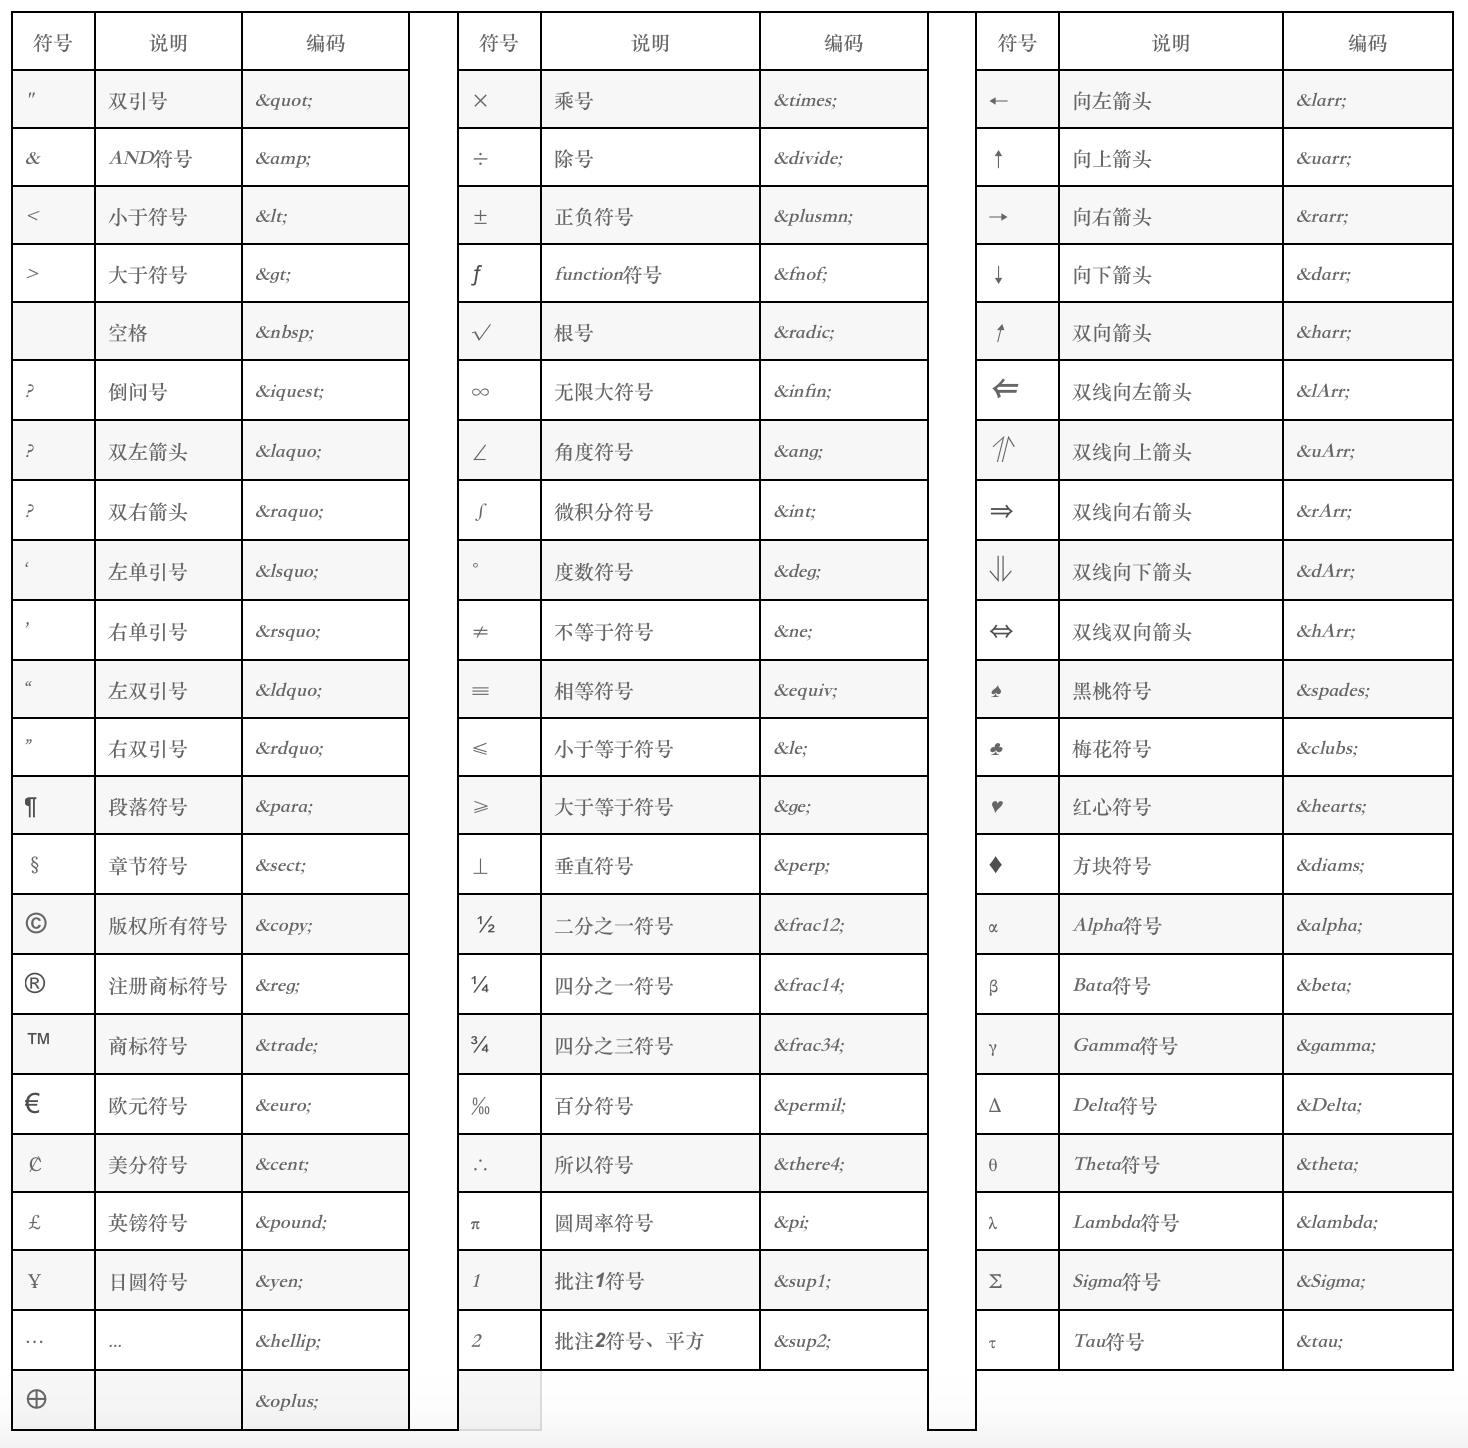 符号 说明 编码 符号 说明 编码 符号 说明 编码
" 双引号 &quot; × 乘号 &times; ← 向左箭头 &larr;
& AND符号 &amp; ÷ 除号 &divide; ↑ 向上箭头 &uarr;
< 小于符号 &lt; ± 正负符号 &plusmn; → 向右箭头 &rarr;
> 大于符号 &gt; ƒ function符号 &fnof; ↓ 向下箭头 &darr;
空格 &nbsp; √ 根号 &radic; ↑ 双向箭头 &harr;
? 倒问号 &iquest; ∞ 无限大符号 &infin; ⇐ 双线向左箭头 &lArr;
? 双左箭头 &laquo; ∠ 角度符号 &ang; ⇑ 双线向上箭头 &uArr;
? 双右箭头 &raquo; ∫ 微积分符号 &int; ⇒ 双线向右箭头 &rArr;
‘ 左单引号 &lsquo; ° 度数符号 &deg; ⇓ 双线向下箭头 &dArr;
’ 右单引号 &rsquo; ≠ 不等于符号 &ne; ⇔ 双线双向箭头 &hArr;
“ 左双引号 &ldquo; ≡ 相等符号 &equiv; ♠ 黑桃符号 &spades;
” 右双引号 &rdquo; ⩽ 小于等于符号 &le; ♣ 梅花符号 &clubs;
¶ 段落符号 &para; ⩾ 大于等于符号 &ge; ♥ 红心符号 &hearts;
§ 章节符号 &sect; ⊥ 垂直符号 &perp; ♦ 方块符号 &diams;
© 版权所有符号 &copy; ½ 二分之一符号 &frac12; α Alpha符号 &alpha;
® 注册商标符号 &reg; ¼ 四分之一符号 &frac14; β Bata符号 &beta;
™ 商标符号 &trade; ¾ 四分之三符号 &frac34; γ Gamma符号 &gamma;
€ 欧元符号 &euro; ‰ 百分符号 &permil; Δ Delta符号 &Delta;
₡ 美分符号 &cent; ∴ 所以符号 &there4; θ Theta符号 &theta;
£ 英镑符号 &pound; π 圆周率符号 &pi; λ Lambda符号 &lambda;
¥ 日圆符号 &yen; 1 批注1符号 &sup1; Σ Sigma符号 &Sigma;
… ... &hellip; 2 批注2符号、平方 &sup2; τ Tau符号 &tau;
⊕ &oplus;